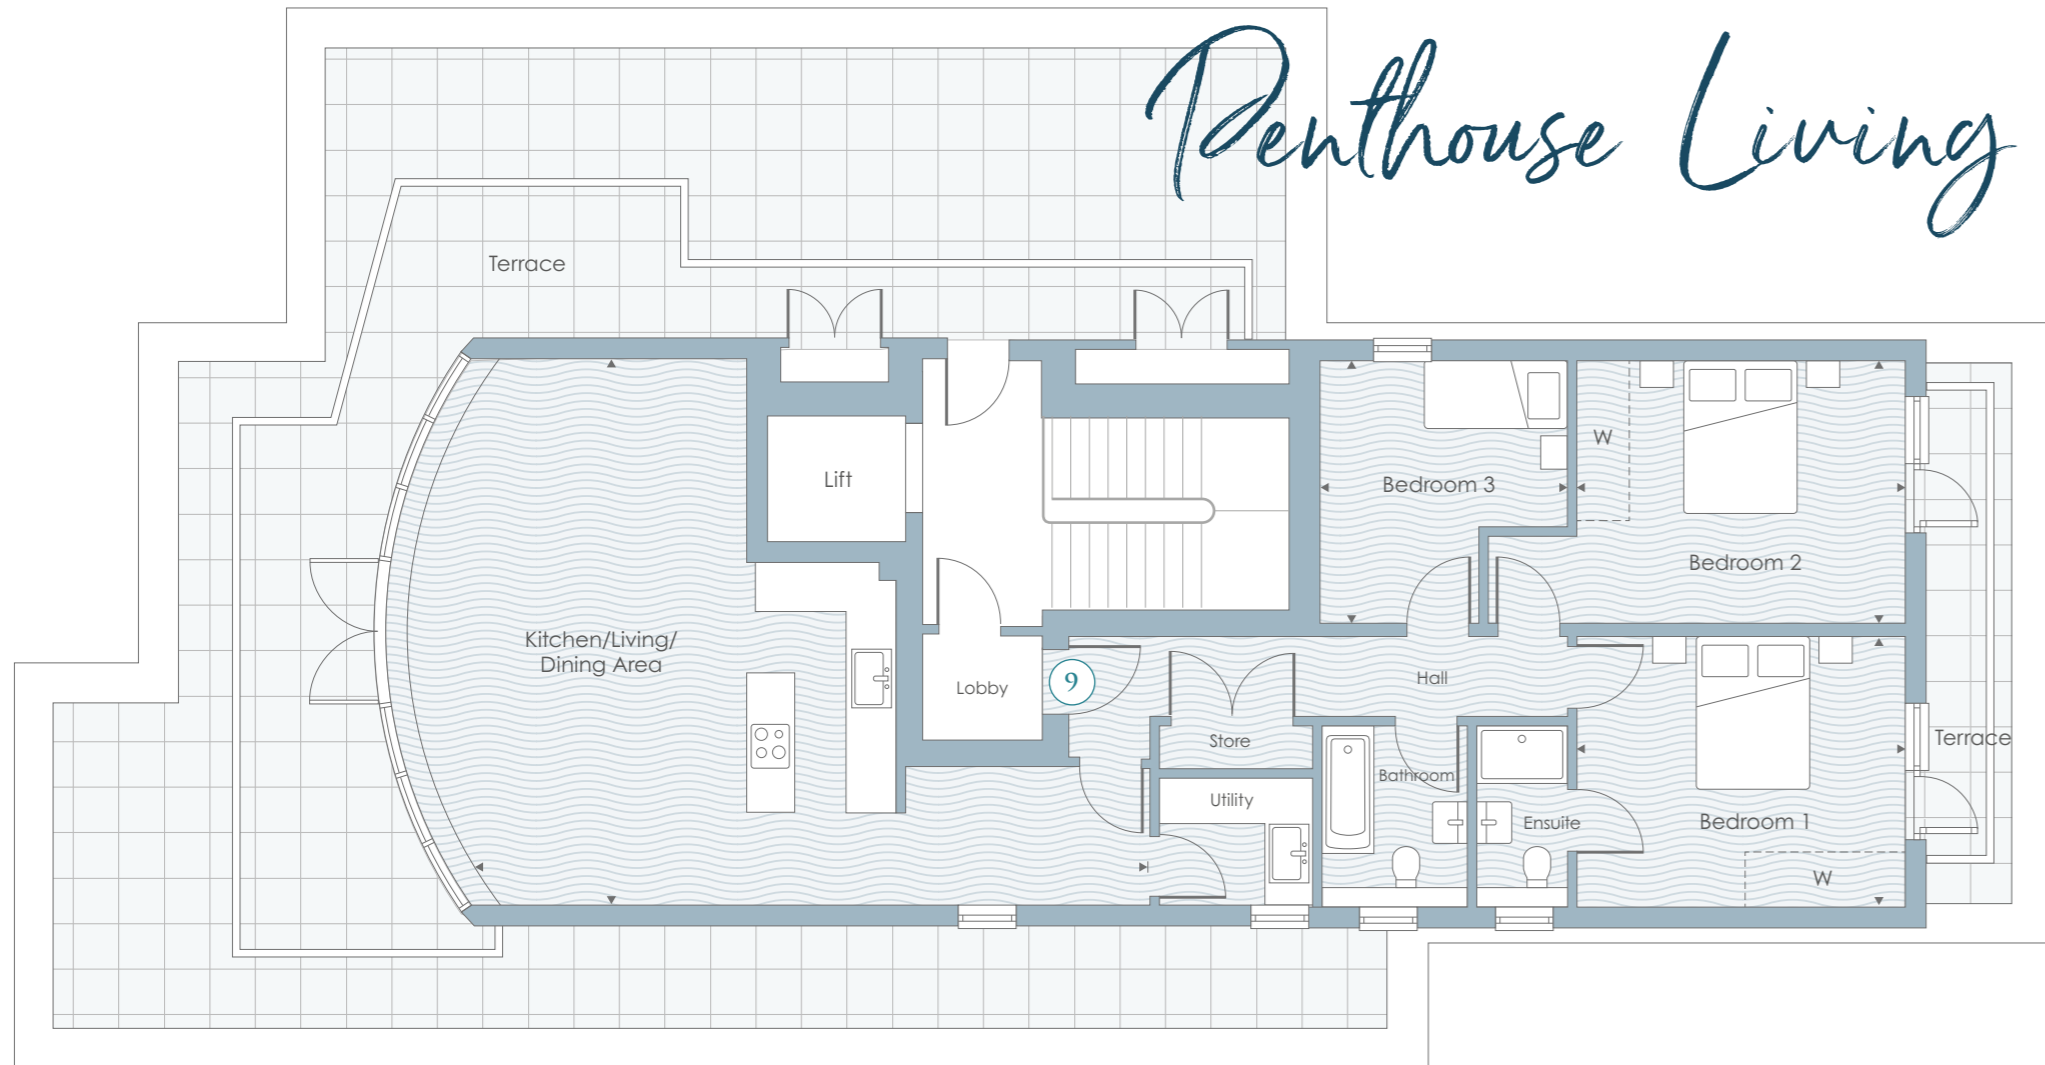 Penthouse Living
Terrace
Lift
W
Bedroom 3
Bedroom 2
Kitchen/Living/
Dining Area
Lobby
9
Hall
Store
Terrace
Bathroom
Utility
Ensuite
Bedroom 1
W